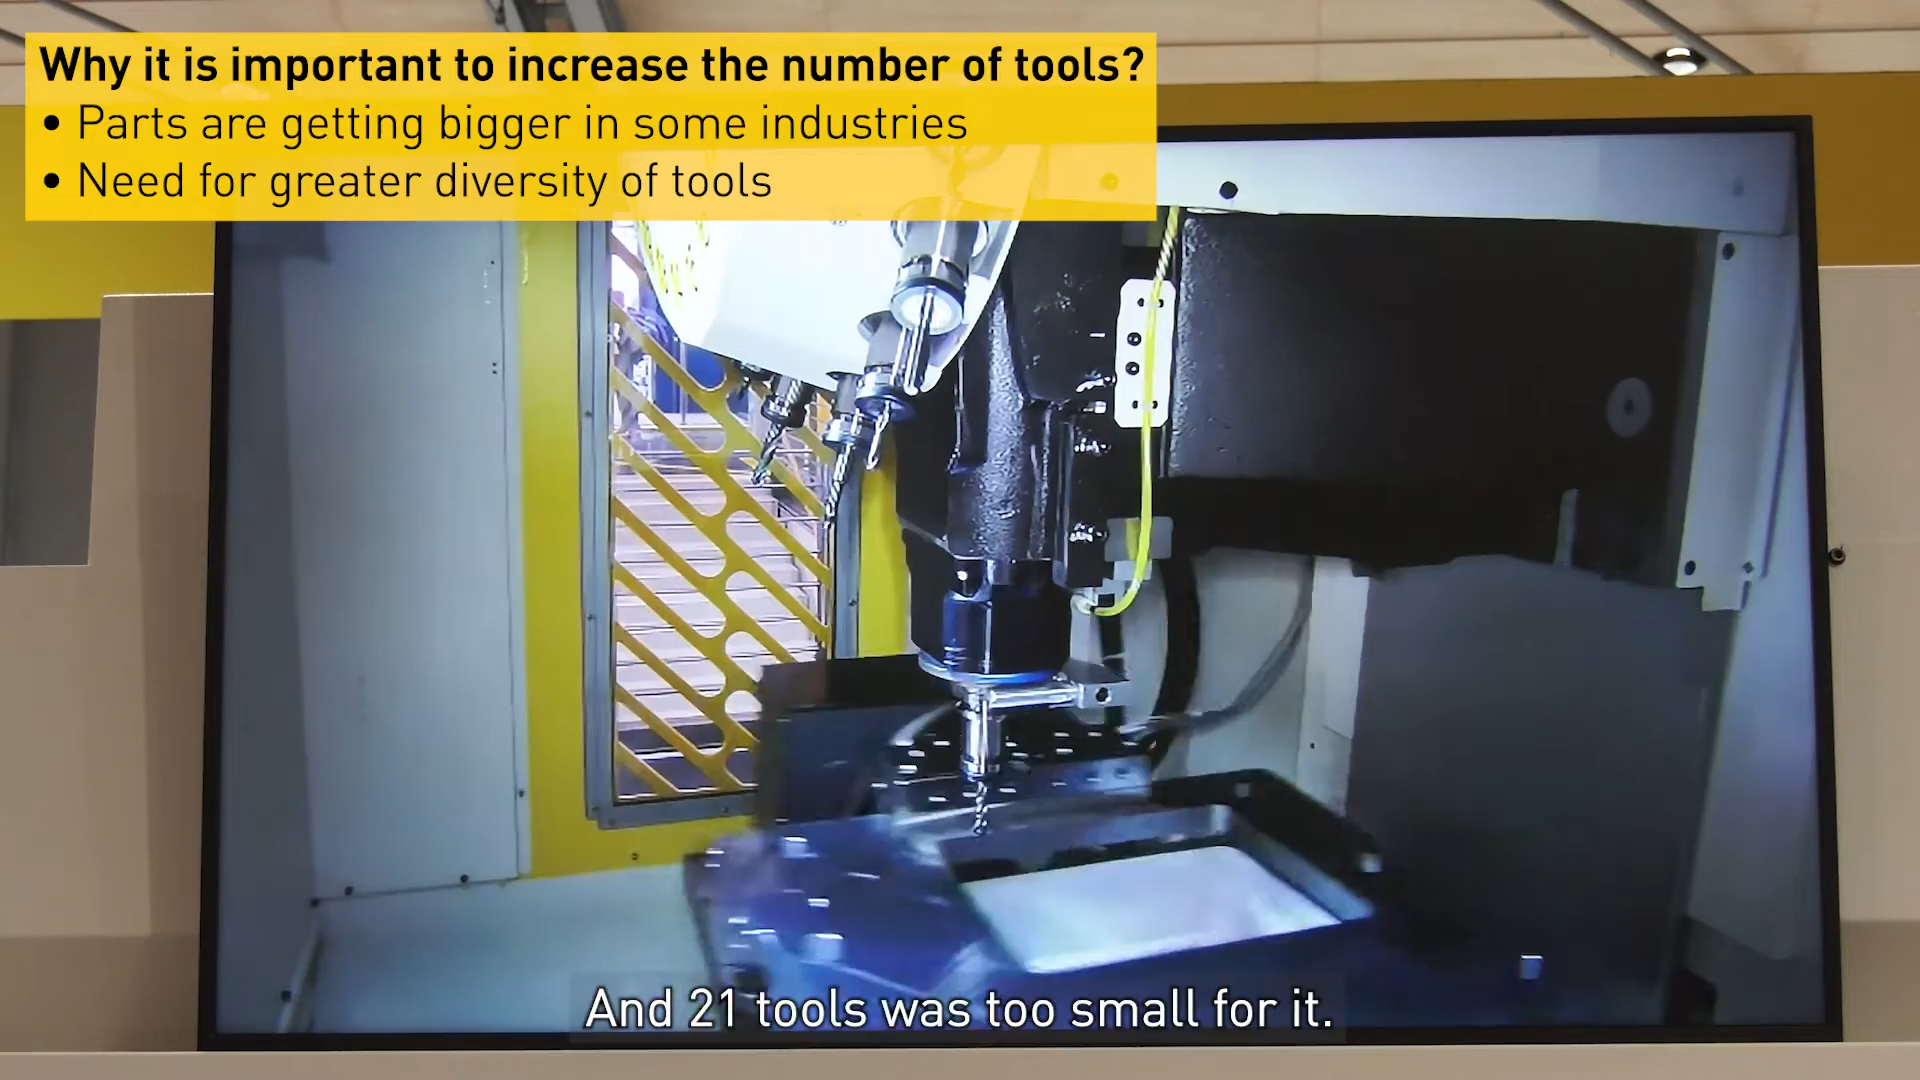 Why it is important to increase the number of tools?
• Parts are getting bigger in some industries
• Need for greater diversity of tools
And 21 tools was too small for it.